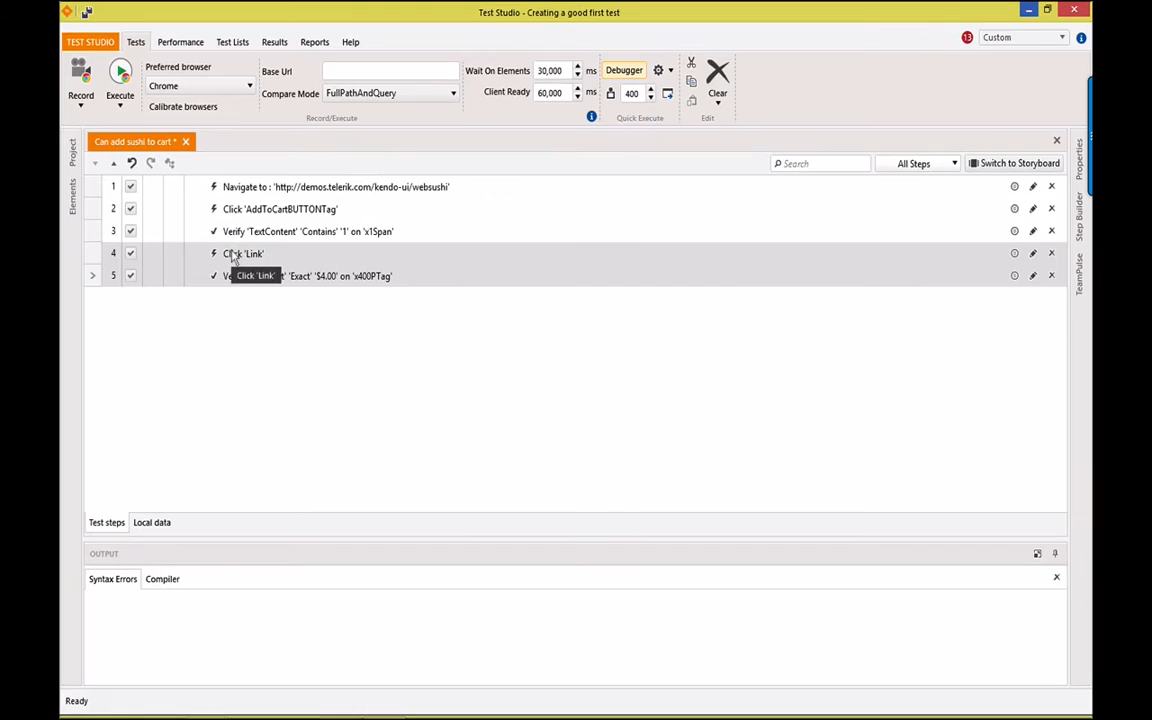 Test Studio - Creating a good first test
TEST STUDIO Tests Performance Test Lists Results Reports Help
13 Custom
Record
Execute
Preferred browser
Chrome
Calibrate browsers
Base Url
Compare Mode FullPathAndQuery
Wait On Elements 30,000 ms
Client Ready 60,000 ms
Record/Execute
Debugger
400
Quick Execute
Clear
Edit
Project
Elements
Can add sushi to cart *
Search
All Steps
Switch to Storyboard
1 Navigate to : 'http://demos.telerik.com/kendo-ui/websushi'
2 Click 'AddToCartBUTTONTag'
3 Verify 'TextContent' 'Contains' '1' on 'x1Span'
4 'Link'
5 'Exact' '$4.00' on 'x400PTag'
Click 'Link'
Properties
Step Builder
TeamPulse
Test steps Local data
OUTPUT
Syntax Errors Compiler
Ready